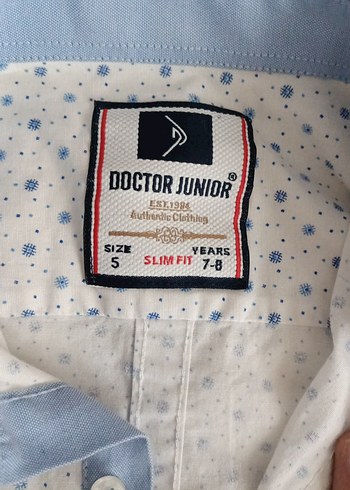 DOCTOR JUNIOR®
EST.1984
Authentic Clothing
SIZE YEARS
5 SLIM FIT 7-8